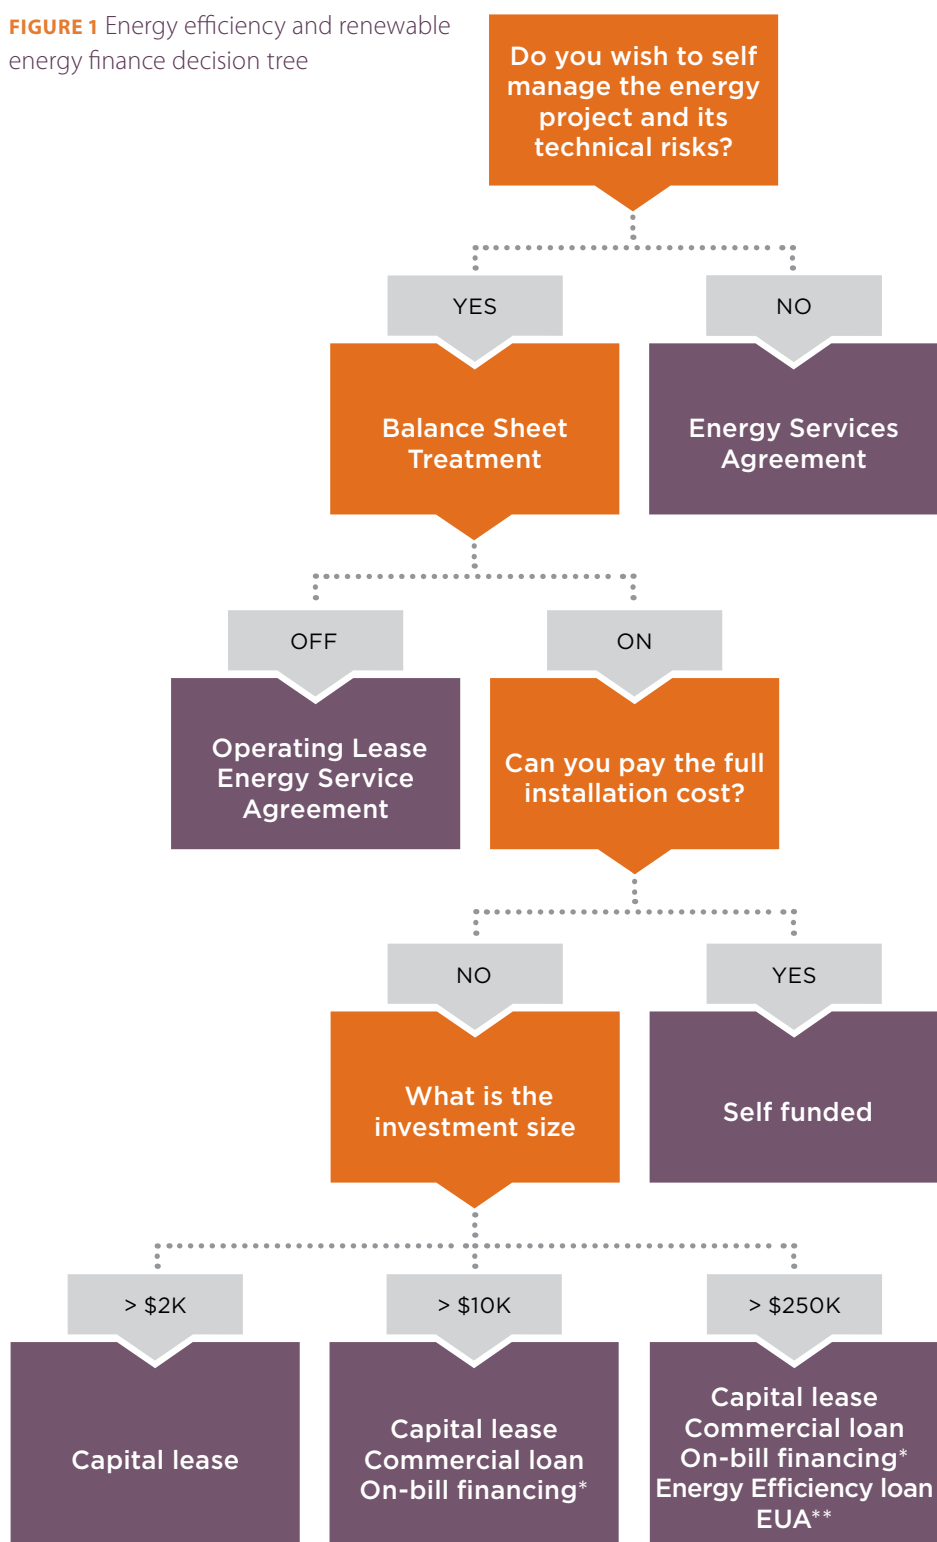 FIGURE 1 Energy efficiency and renewable
energy finance decision tree
Do you wish to self
manage the energy
project and its
technical risks?
YES
NO
Balance Sheet
Treatment
Energy Services
Agreement
OFF
ON
Operating Lease
Energy Service
Agreement
Can you pay the full
installation cost?
NO
YES
What is the
investment size
Self funded
> $2K
> $10K
> $250K
Capital lease
Capital lease
Commercial loan
On-bill financing*
Capital lease
Commercial loan
On-bill financing*
Energy Efficiency loan
EUA**